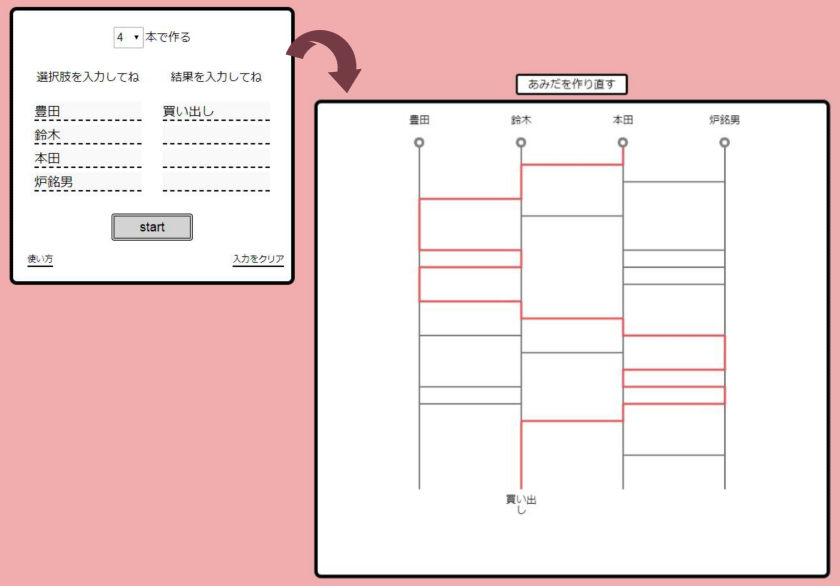 4 本で作る
選択肢を入力してね 結果を入力してね
豊田 買い出し
鈴木
本田
炉銘男
start
使い方 入力をクリア
あみだを作り直す
豊田 鈴木 本田 炉銘男
買い出
し